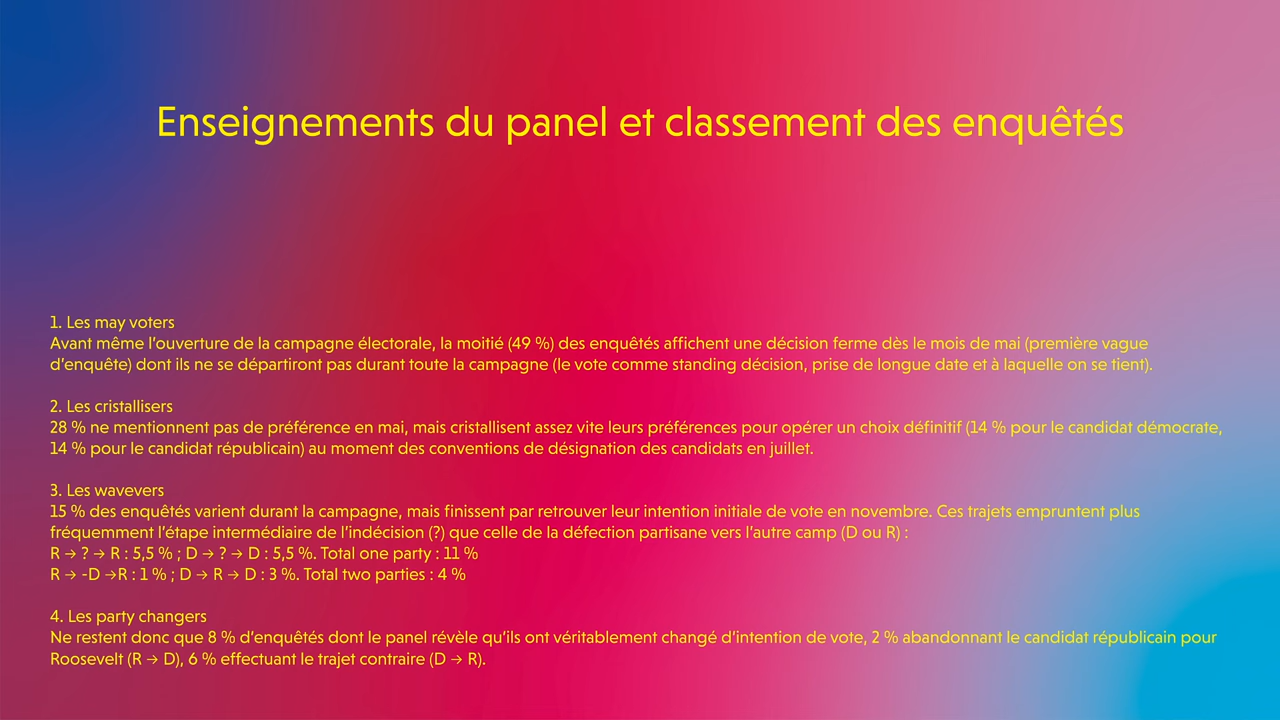 Enseignements du panel et classement des enquêtés
1. Les may voters
Avant même l’ouverture de la campagne électorale, la moitié (49 %) des enquêtés affichent une décision ferme dès le mois de mai (première vague
d’enquête) dont ils ne se départiront pas durant toute la campagne (le vote comme standing décision, prise de longue date et à laquelle on se tient).
2. Les cristallisers
28 % ne mentionnent pas de préférence en mai, mais cristallisent assez vite leurs préférences pour opérer un choix définitif (14 % pour le candidat démocrate,
14 % pour le candidat républicain) au moment des conventions de désignation des candidats en juillet.
3. Les wavevers
15 % des enquêtés varient durant la campagne, mais finissent par retrouver leur intention initiale de vote en novembre. Ces trajets empruntent plus
fréquemment l’étape intermédiaire de l’indécision (?) que celle de la défection partisane vers l’autre camp (D ou R) :
R → ? → R : 5,5 % ; D → ? → D : 5,5 %. Total one party : 11 %
R → -D →R : 1 % ; D → R → D : 3 %. Total two parties : 4 %
4. Les party changers
Ne restent donc que 8 % d’enquêtés dont le panel révèle qu’ils ont véritablement changé d’intention de vote, 2 % abandonnant le candidat républicain pour
Roosevelt (R → D), 6 % effectuant le trajet contraire (D → R).